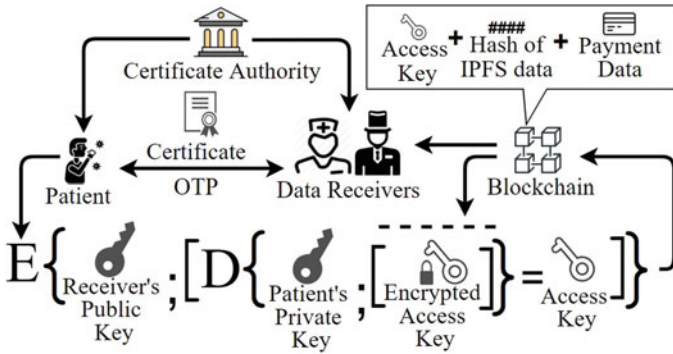 Certificate Authority
Access Key
+
####
Hash of IPFS data
+
Payment Data
Certificate
OTP
Patient
Data Receivers
Blockchain
E { Receiver's Public Key ; [ D { Patient's Private Key ; [ Encrypted Access Key ] } = Access Key ] }